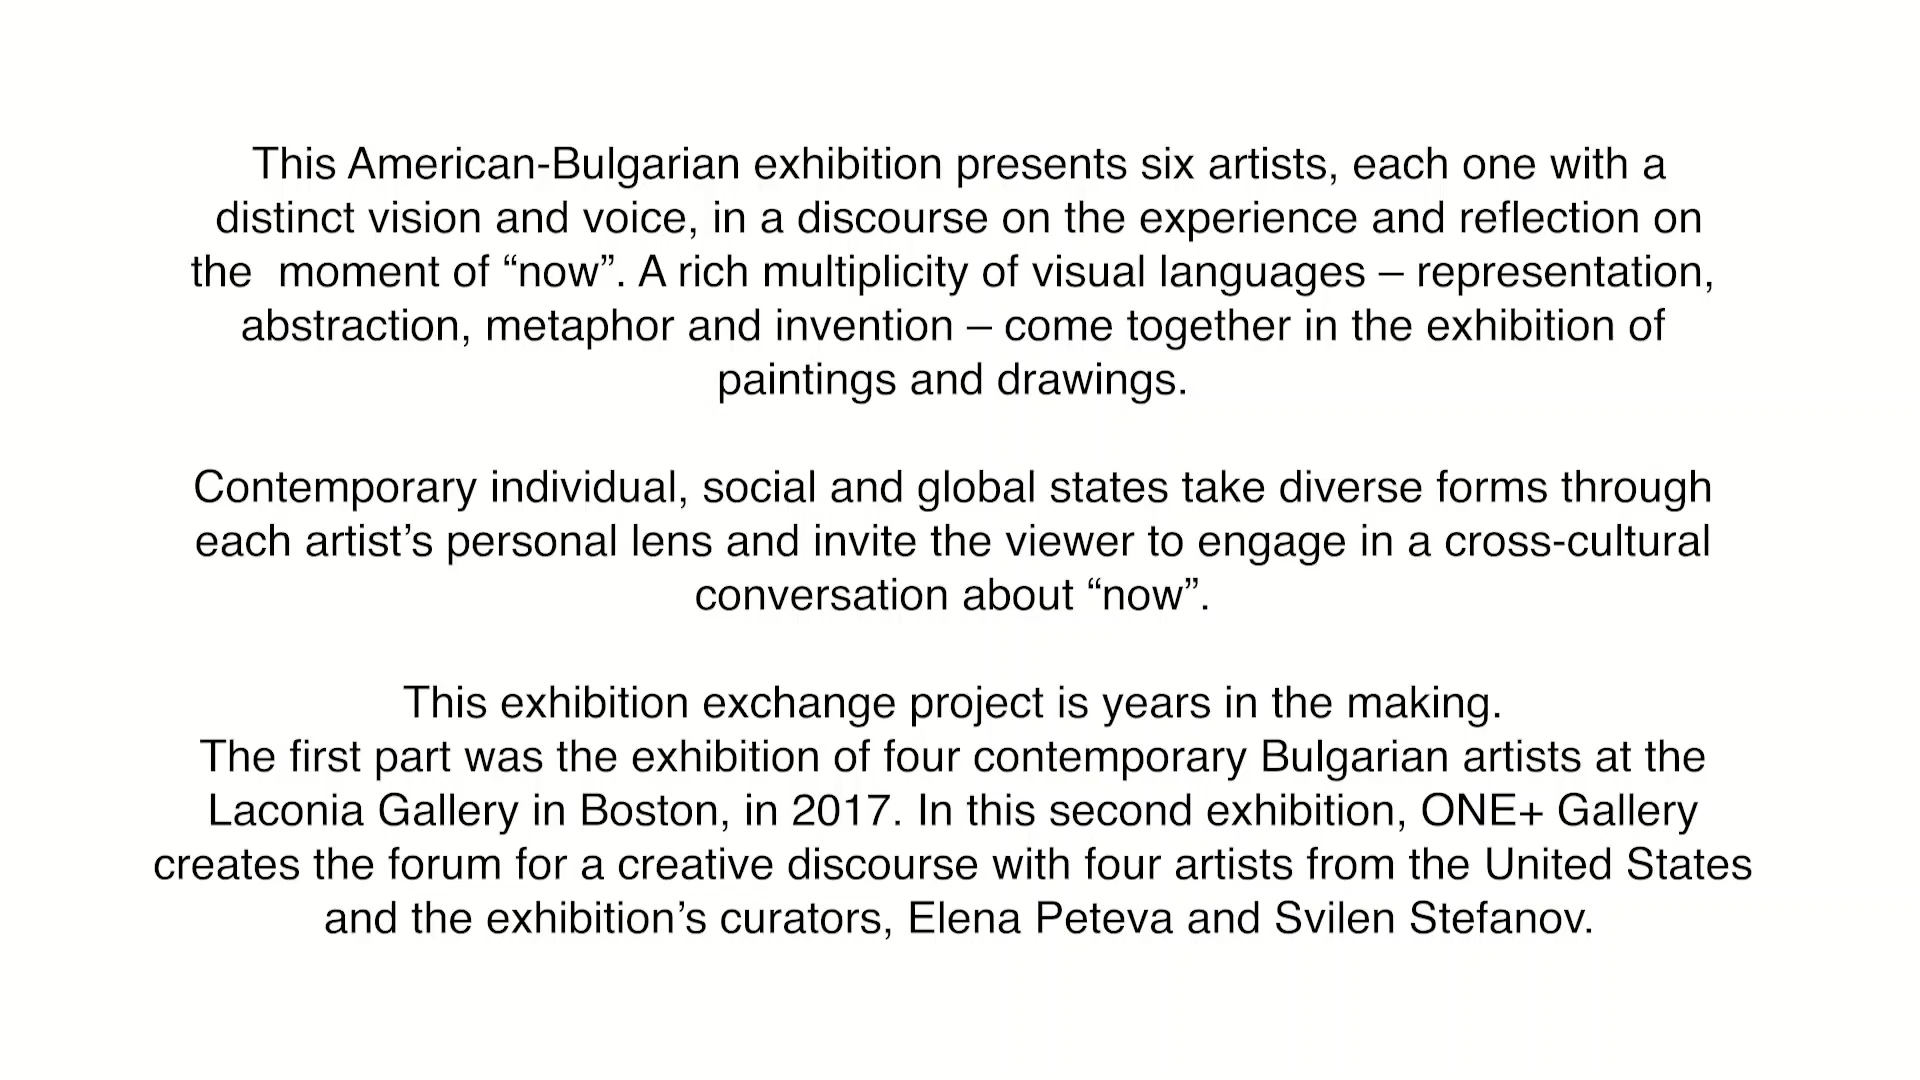 This American-Bulgarian exhibition presents six artists, each one with a
distinct vision and voice, in a discourse on the experience and reflection on
the  moment of “now”. A rich multiplicity of visual languages – representation,
abstraction, metaphor and invention – come together in the exhibition of
paintings and drawings.
Contemporary individual, social and global states take diverse forms through
each artist’s personal lens and invite the viewer to engage in a cross-cultural
conversation about “now”.
This exhibition exchange project is years in the making.
The first part was the exhibition of four contemporary Bulgarian artists at the
Laconia Gallery in Boston, in 2017. In this second exhibition, ONE+ Gallery
creates the forum for a creative discourse with four artists from the United States
and the exhibition’s curators, Elena Peteva and Svilen Stefanov.